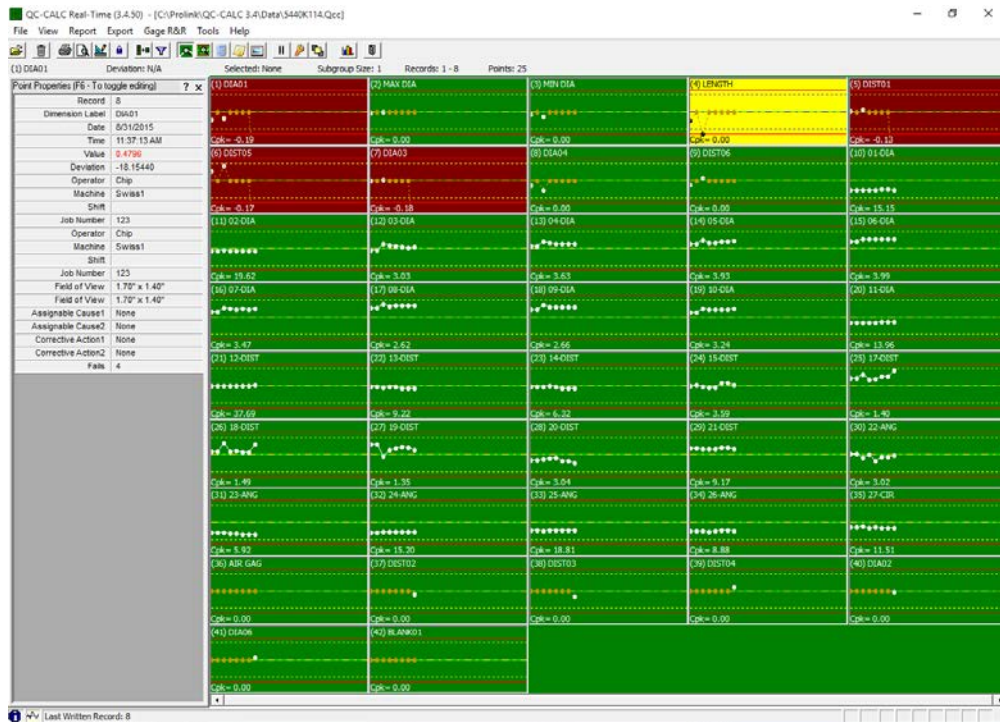 QC-CALC Real-Time (3.4.50) - [C:\Prolink\QC-CALC 3.4\Data\5440K114.Qcc]
File View Report Export Gage R&R Tools Help
(1) DIA01 Deviation: N/A Selected: None Subgroup Size: 1 Records: 1 - 8 Points: 25
Point Properties (F6 - To toggle editing) ? x
Record 8
Dimension Label DIA01
Date 8/31/2015
Time 11:37:13 AM
Value 0.4796
Deviation -18.15440
Operator Chip
Machine Swiss1
Shift
Job Number 123
Operator Chip
Machine Swiss1
Shift
Job Number 123
Field of View 1.70" x 1.40"
Field of View 1.70" x 1.40"
Assignable Cause1 None
Assignable Cause2 None
Corrective Action1 None
Corrective Action2 None
Fails 4
(1) DIA01 (2) MAX DIA (3) MIN DIA (4) LENGTH (5) DIST01
Cpk= -0.19 Cpk= 0.00 Cpk= 0.00 Cpk= 0.00 Cpk= -0.13
(6) DIST05 (7) DIA03 (8) DIA04 (9) DIST06 (10) 01-DIA
Cpk= -0.17 Cpk= -0.18 Cpk= 0.00 Cpk= 0.00 Cpk= 15.15
(11) 02-DIA (12) 03-DIA (13) 04-DIA (14) 05-DIA (15) 06-DIA
Cpk= 19.62 Cpk= 3.03 Cpk= 3.63 Cpk= 3.93 Cpk= 3.99
(16) 07-DIA (17) 08-DIA (18) 09-DIA (19) 10-DIA (20) 11-DIA
Cpk= 3.47 Cpk= 2.62 Cpk= 2.66 Cpk= 3.24 Cpk= 13.96
(21) 12-DIST (22) 13-DIST (23) 14-DIST (24) 15-DIST (25) 17-DIST
Cpk= 37.69 Cpk= 9.22 Cpk= 6.32 Cpk= 3.59 Cpk= 1.40
(26) 18-DIST (27) 19-DIST (28) 20-DIST (29) 21-DIST (30) 22-ANG
Cpk= 1.49 Cpk= 1.35 Cpk= 3.04 Cpk= 9.17 Cpk= 3.02
(31) 23-ANG (32) 24-ANG (33) 25-ANG (34) 26-ANG (35) 27-CIR
Cpk= 5.92 Cpk= 15.20 Cpk= 18.81 Cpk= 8.88 Cpk= 11.51
(36) AIR GAG (37) DIST02 (38) DIST03 (39) DIST04 (40) DIA02
Cpk= 0.00 Cpk= 0.00 Cpk= 0.00 Cpk= 0.00 Cpk= 0.00
(41) DIA06 (42) BLANK01
Cpk= 0.00 Cpk= 0.00
Last Written Record: 8